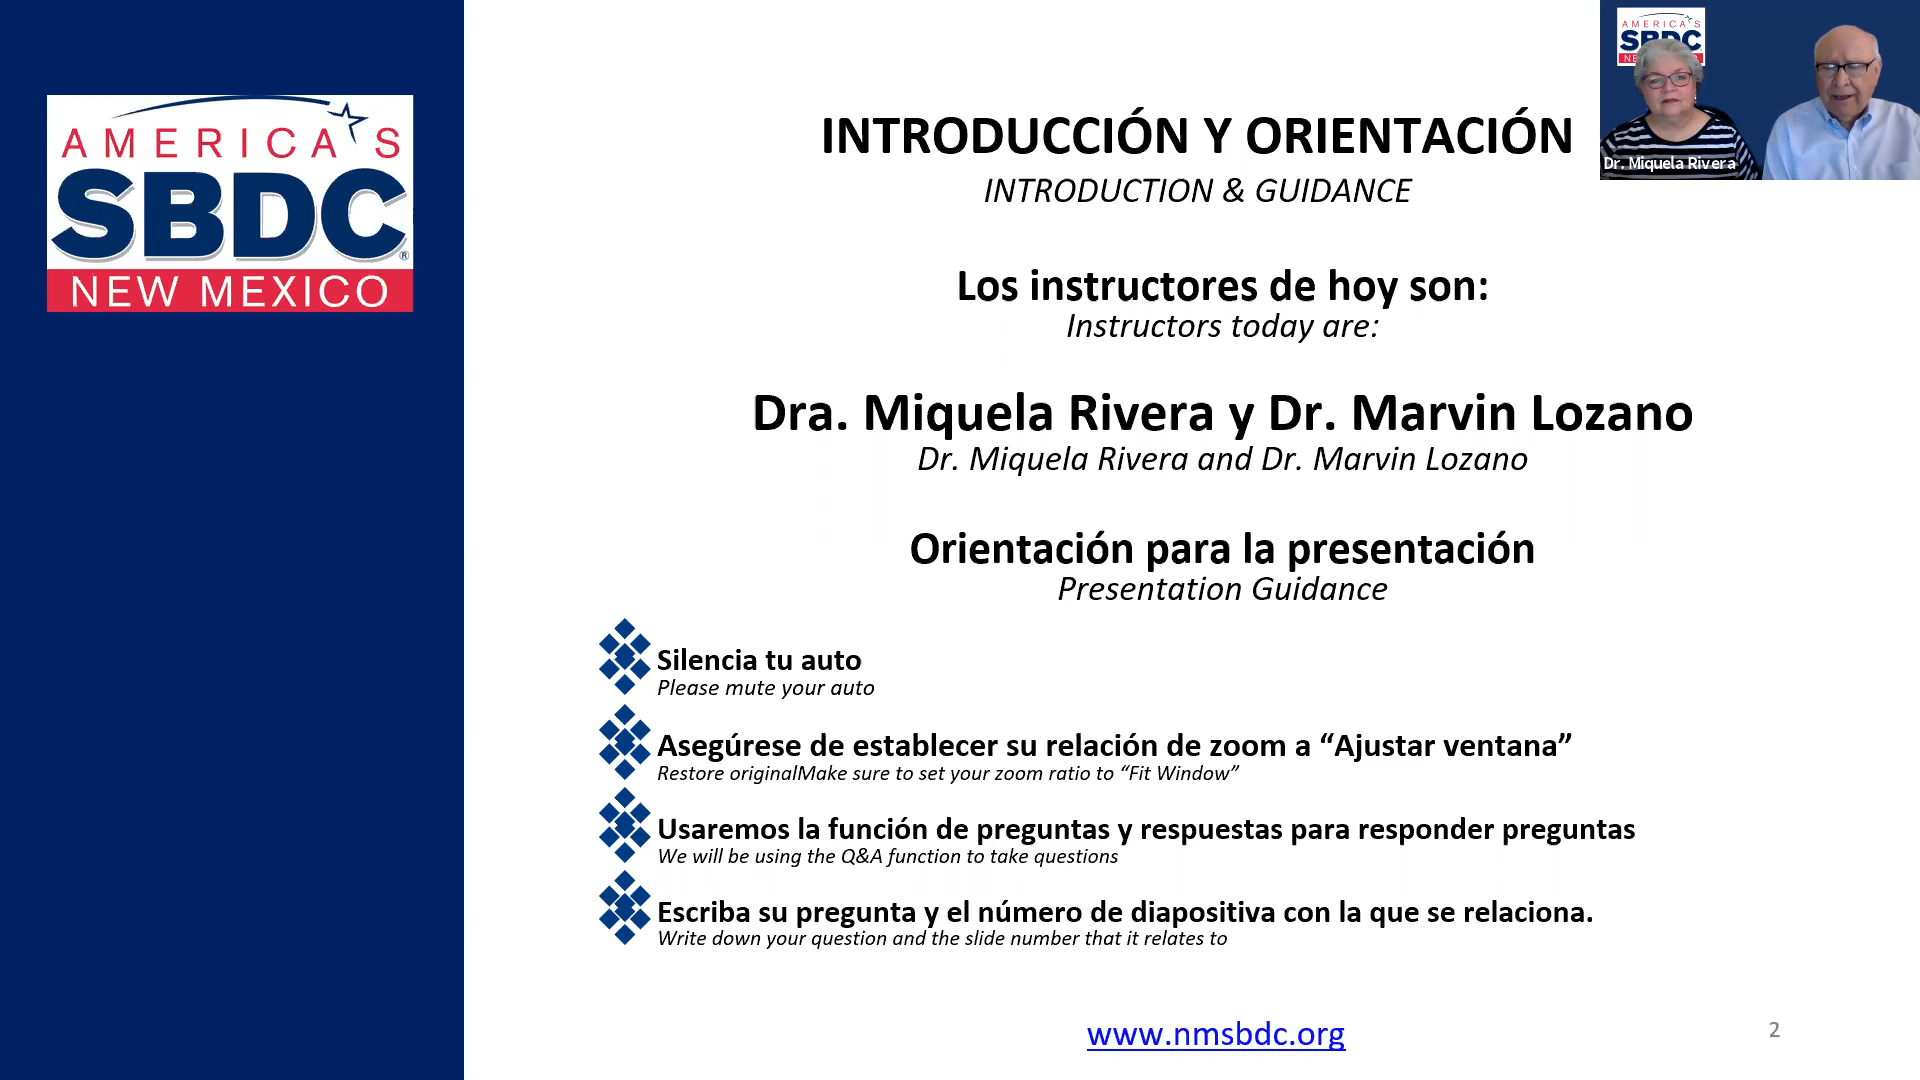 AMERICA'S
SBDC®
NEW MEXICO
INTRODUCCIÓN Y ORIENTACIÓN
INTRODUCTION & GUIDANCE
Los instructores de hoy son:
Instructors today are:
Dra. Miquela Rivera y Dr. Marvin Lozano
Dr. Miquela Rivera and Dr. Marvin Lozano
Orientación para la presentación
Presentation Guidance
Silencia tu auto
Please mute your auto
Asegúrese de establecer su relación de zoom a “Ajustar ventana”
Restore originalMake sure to set your zoom ratio to “Fit Window”
Usaremos la función de preguntas y respuestas para responder preguntas
We will be using the Q&A function to take questions
Escriba su pregunta y el número de diapositiva con la que se relaciona.
Write down your question and the slide number that it relates to
www.nmsbdc.org
2
AMERICA'S
SBDC
Dr. Miquela Rivera